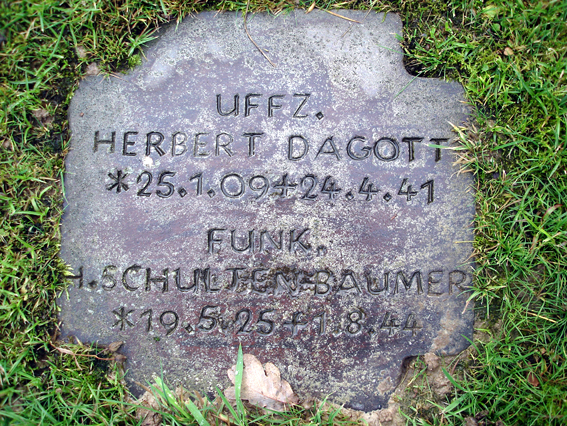 UFFZ.
HERBERT DAGOTT
*25.1.09+24.4.41
FUNK.
H.SCHULTEN-BAUMER
*19.5.25+1.8.44